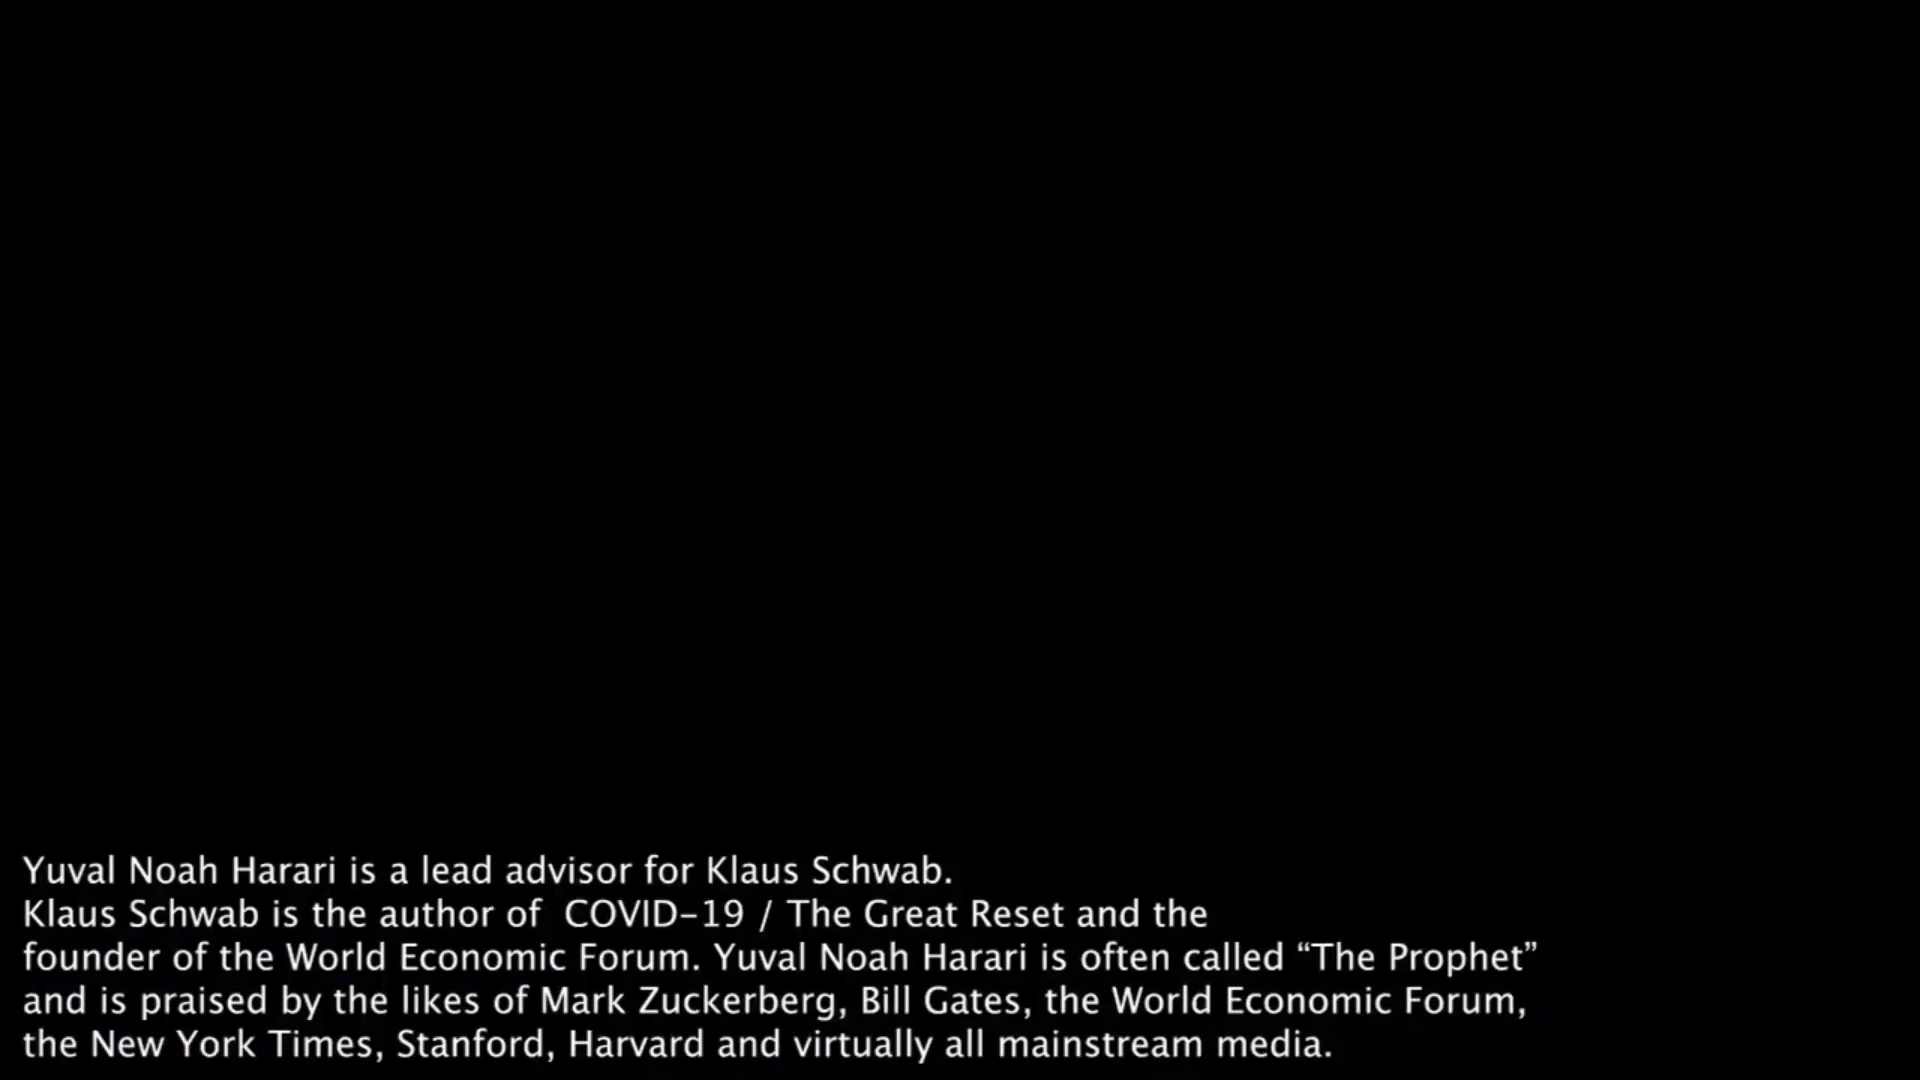 Yuval Noah Harari is a lead advisor for Klaus Schwab.
Klaus Schwab is the author of  COVID-19 / The Great Reset and the
founder of the World Economic Forum. Yuval Noah Harari is often called “The Prophet”
and is praised by the likes of Mark Zuckerberg, Bill Gates, the World Economic Forum,
the New York Times, Stanford, Harvard and virtually all mainstream media.